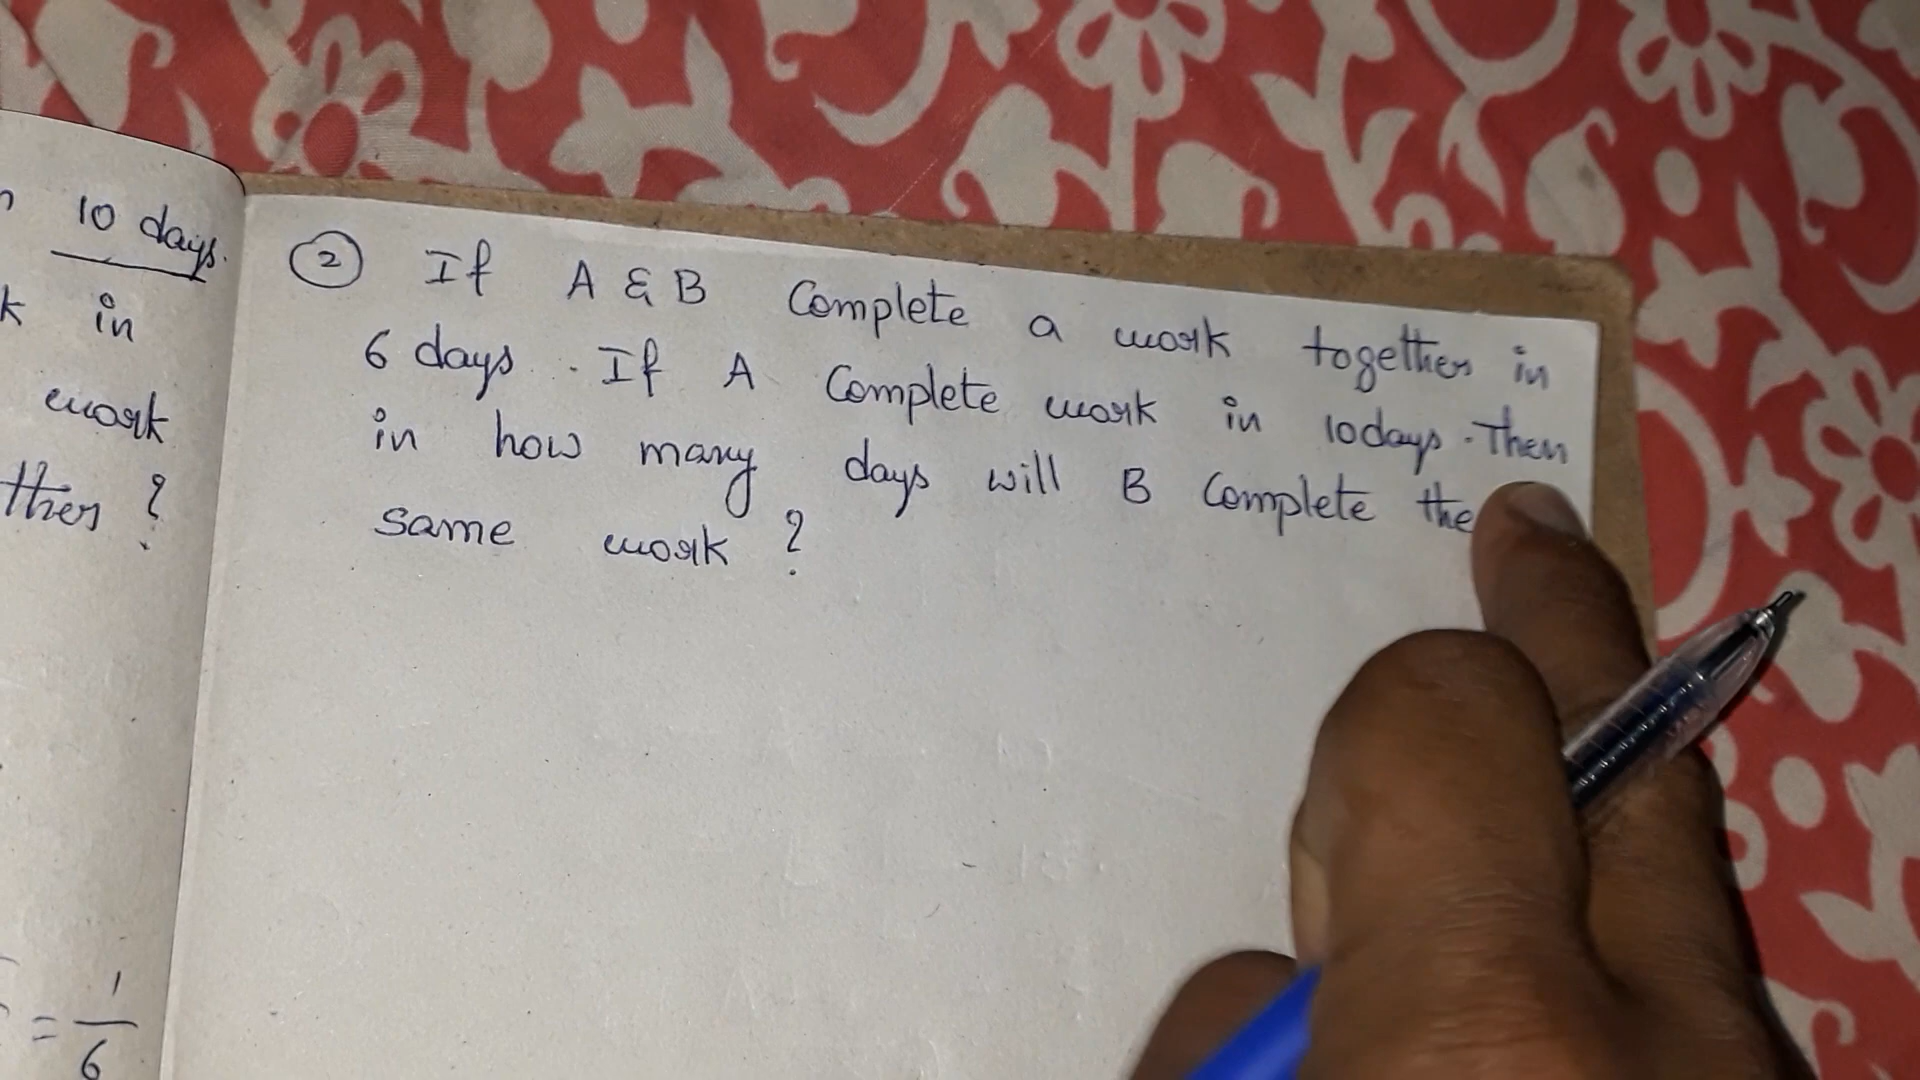 10 days.
in
work
ther ?
= 1
6
② If A & B Complete a work together in
6 days. If A Complete work in 10days. Then
in how many days will B Complete the
same work ?